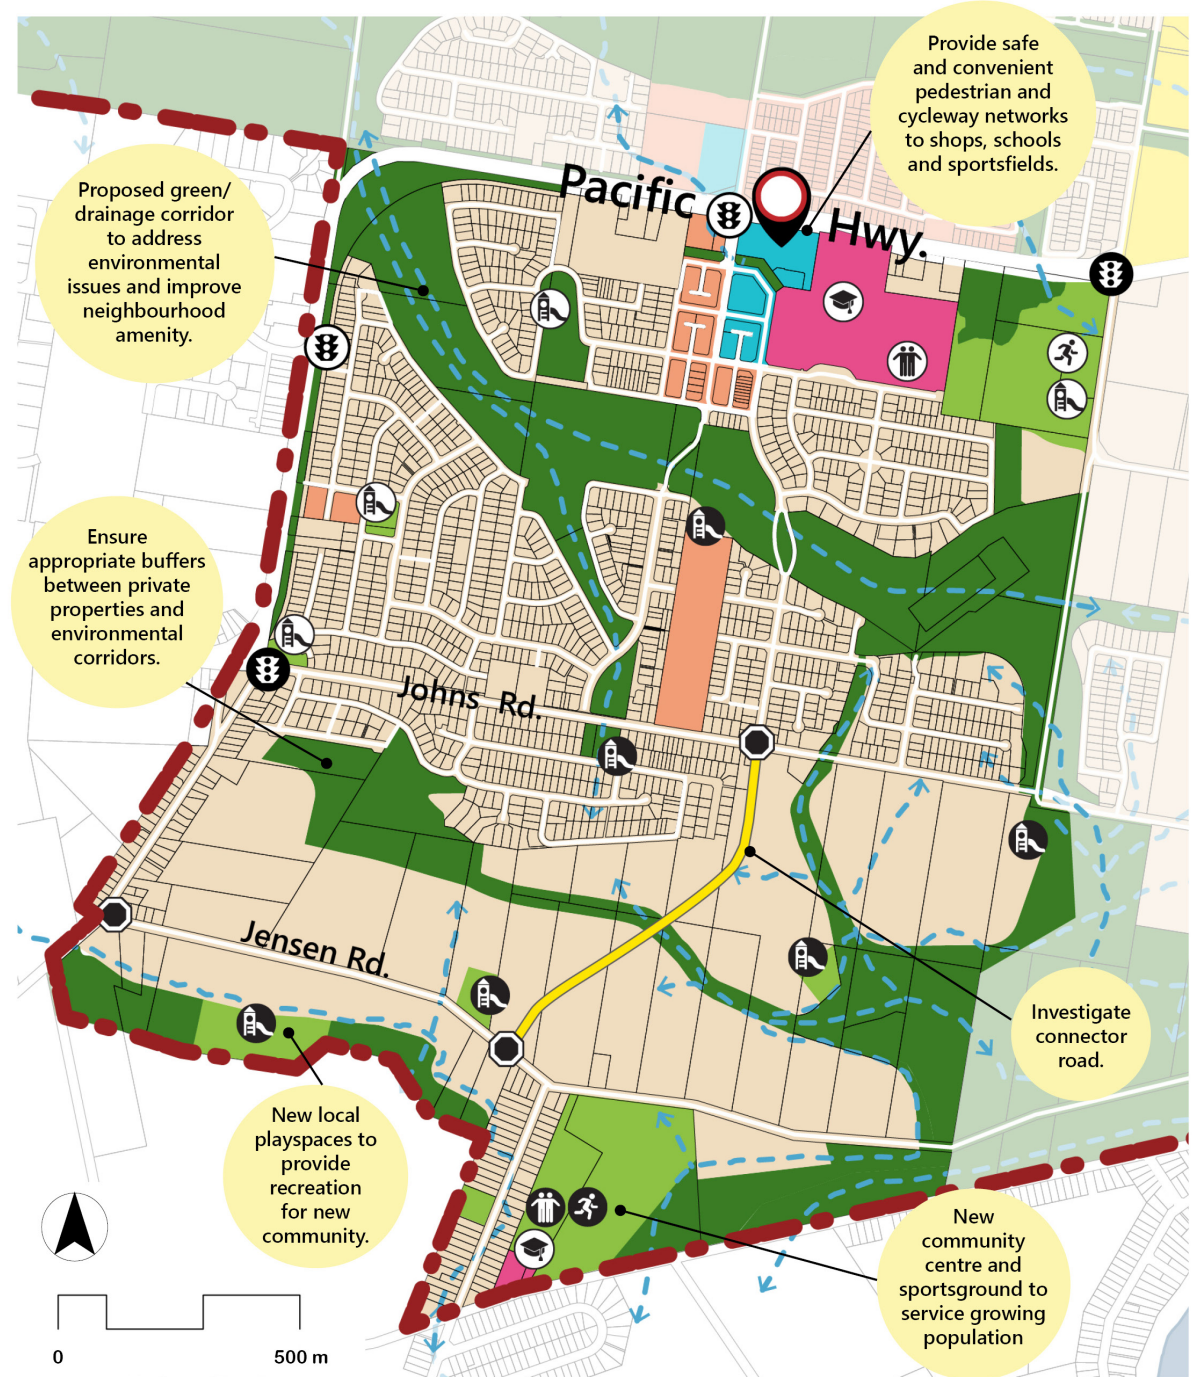 Provide safe
and convenient
pedestrian and
cycleway networks
to shops, schools
and sportsfields.
Pacific Hwy.
Proposed green/
drainage corridor
to address
environmental
issues and improve
neighbourhood
amenity.
Ensure
appropriate buffers
between private
properties and
environmental
corridors.
Johns Rd.
Jensen Rd.
Investigate
connector
road.
New local
playspaces to
provide
recreation
for new
community.
New
community
centre and
sportsground to
service growing
population
0 500 m